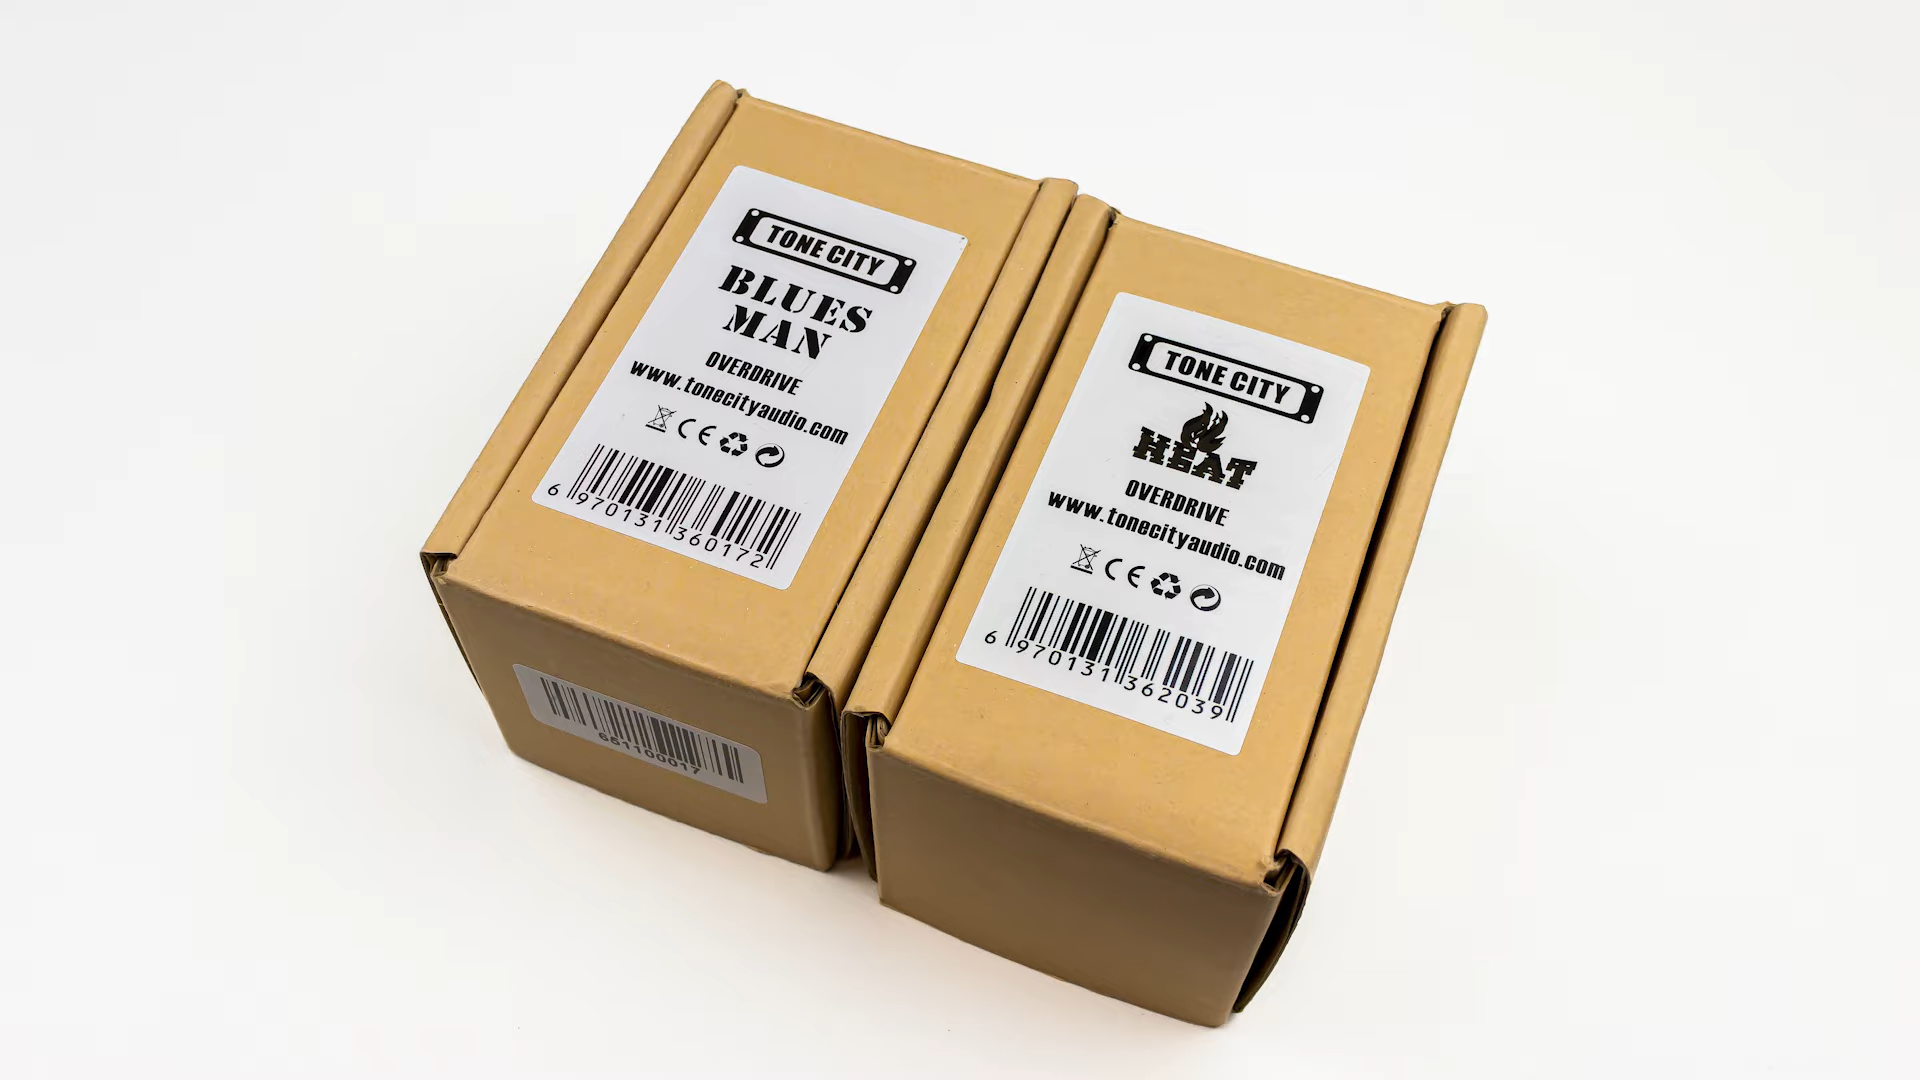 TONE CITY
BLUES
MAN
OVERDRIVE
www.tonecityaudio.com
CE
6 970131 360172
661100017
TONE CITY
HEAT
OVERDRIVE
www.tonecityaudio.com
CE
6 970131 362039